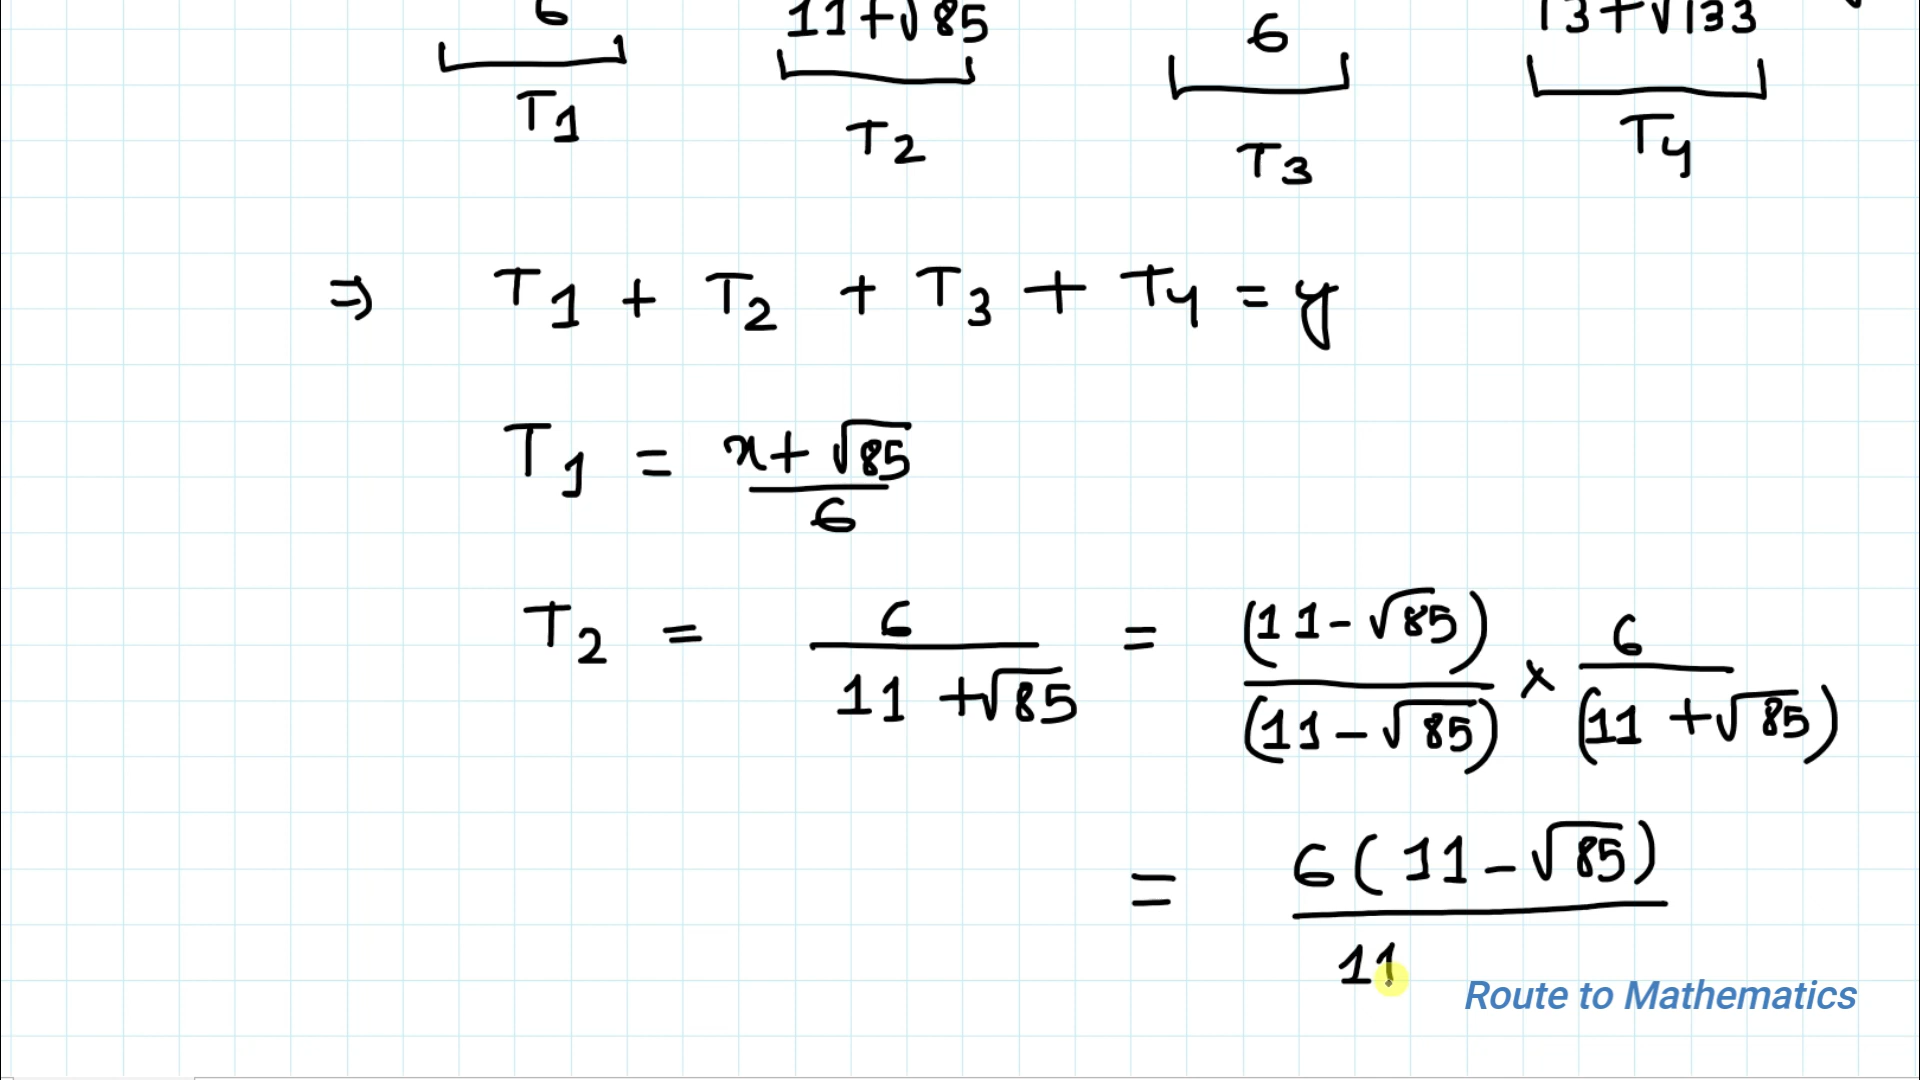 6 11+√85 6 13+√133
T1 T2 T3 T4
⇒ T1 + T2 + T3 + T4 = y
T1 = x+√85 / 6
T2 = 6 / 11+√85 = (11-√85) / (11-√85) × 6 / (11+√85)
= 6(11-√85) / 11
Route to Mathematics